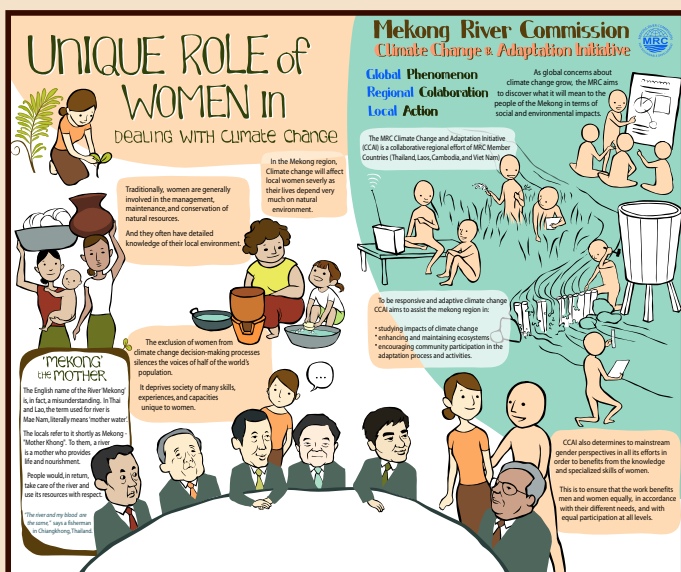 UNIQUE ROLE of
WOMEN in
DEALING WITH CLIMATE CHANGE
In the Mekong region,
Climate change will affect
local women severly as
their lives depend very
much on natural
environment.
Traditionally, women are generally
involved in the management,
maintenance, and conservation of
natural resources.
And they often have detailed
knowledge of their local environment.
The exclusion of women from
climate change decision-making processes
silences the voices of half of the world's
population.
It deprives society of many skills,
experiences, and capacities
unique to women.
'MEKONG'
the MOTHER
The English name of the River 'Mekong'
is, in fact, a misunderstanding. In Thai
and Lao, the term used for river is
Mae Nam, literally means 'mother water'.
The locals refer to it shortly as Mekong -
"Mother Khong". To them, a river
is a mother who provides
life and nourishment.
People would, in return,
take care of the river and
use its resources with respect.
"The river and my blood are
the same," says a fisherman
in Chiangkhong, Thailand.
Mekong River Commission
Climate Change & Adaptation Initiative
MRC
Global Phenomenon
Regional Colaboration
Local Action
As global concerns about
climate change grow, the MRC aims
to discover what it will mean to the
people of the Mekong in terms of
social and environmental impacts.
The MRC Climate Change and Adaptation Initiative
(CCAI) is a collaborative regional effort of MRC Member
Countries (Thailand, Laos, Cambodia, and Viet Nam)
To be responsive and adaptive climate change
CCAI aims to assist the mekong region in:
* studying impacts of climate change
* enhancing and maintaining ecosystems
* encouraging community participation in the
adaptation process and activities.
CCAI also determines to mainstream
gender perspectives in all its efforts in
order to benefits from the knowledge
and specialized skills of women.
This is to ensure that the work benefits
men and women equally, in accordance
with their different needs, and with
equal participation at all levels.